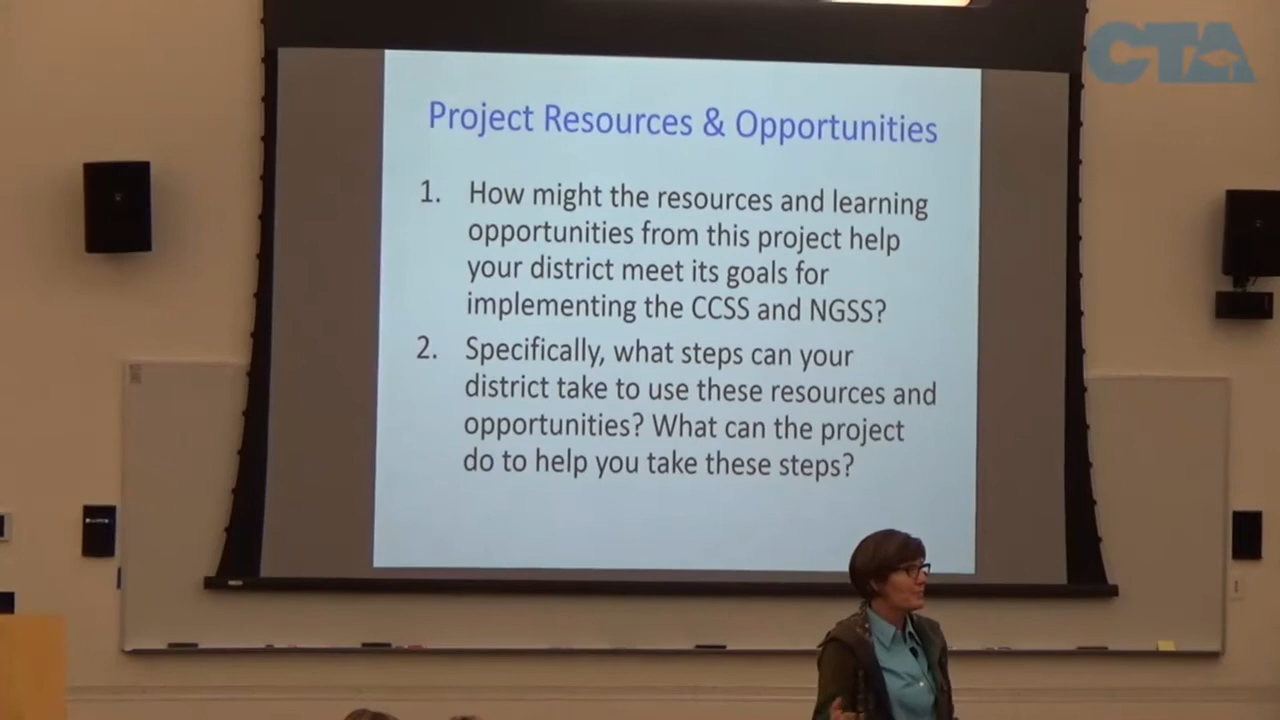 CTA
Project Resources & Opportunities
1. How might the resources and learning
opportunities from this project help
your district meet its goals for
implementing the CCSS and NGSS?
2. Specifically, what steps can your
district take to use these resources and
opportunities? What can the project
do to help you take these steps?